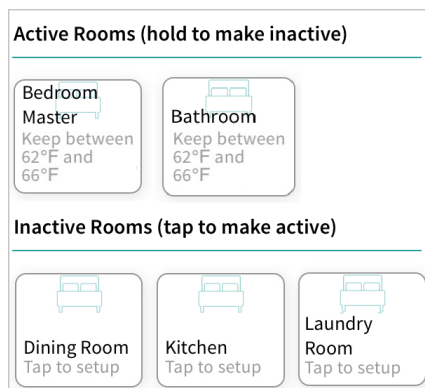 Active Rooms (hold to make inactive)
Bedroom
Master
Keep between
62°F and
66°F
Bathroom
Keep between
62°F and
66°F
Inactive Rooms (tap to make active)
Dining Room
Tap to setup
Kitchen
Tap to setup
Laundry
Room
Tap to setup